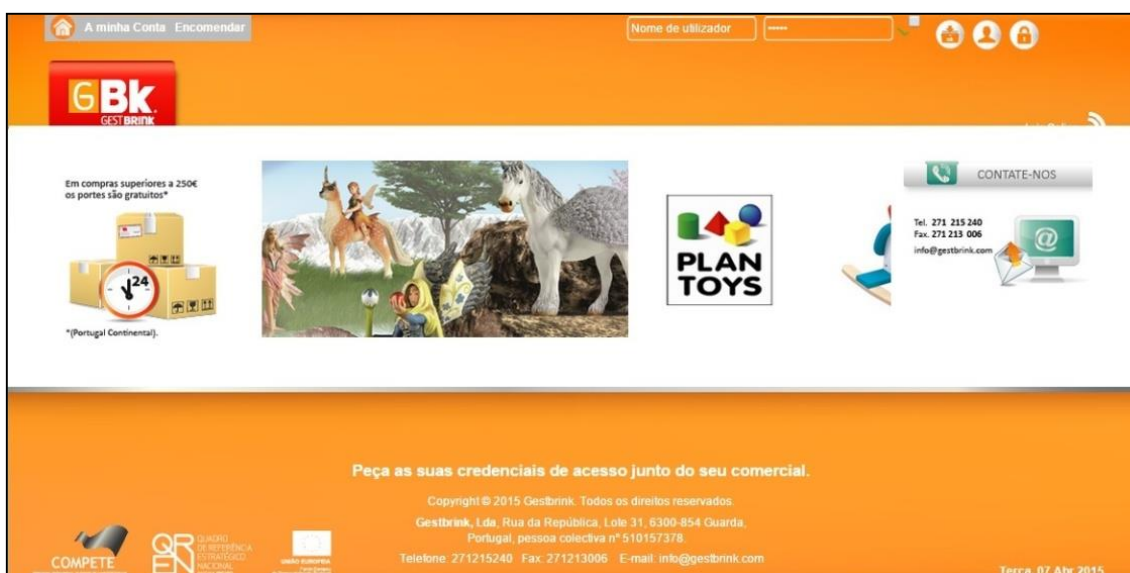 A minha Conta Encomendar
Nome de utilizador
•••••
GBk.
GESTBRINK
Em compras superiores a 250€
os portes são gratuitos*
24
*(Portugal Continental).
PLAN
TOYS
CONTATE-NOS
Tel. 271 215 240
Fax. 271 213 006
info@gestbrink.com
@
Peça as suas credenciais de acesso junto do seu comercial.
Copyright © 2015 Gestbrink. Todos os direitos reservados.
Gestbrink, Lda, Rua da República, Lote 31, 6300-854 Guarda,
Portugal, pessoa colectiva nº 510157378.
Telefone: 271215240 Fax: 271213006 E-mail: info@gestbrink.com
COMPETE
QREN
QUADRO
DE REFERÊNCIA
ESTRATÉGICO
NACIONAL
UNIÃO EUROPEIA
Terça, 07 Abr 2015